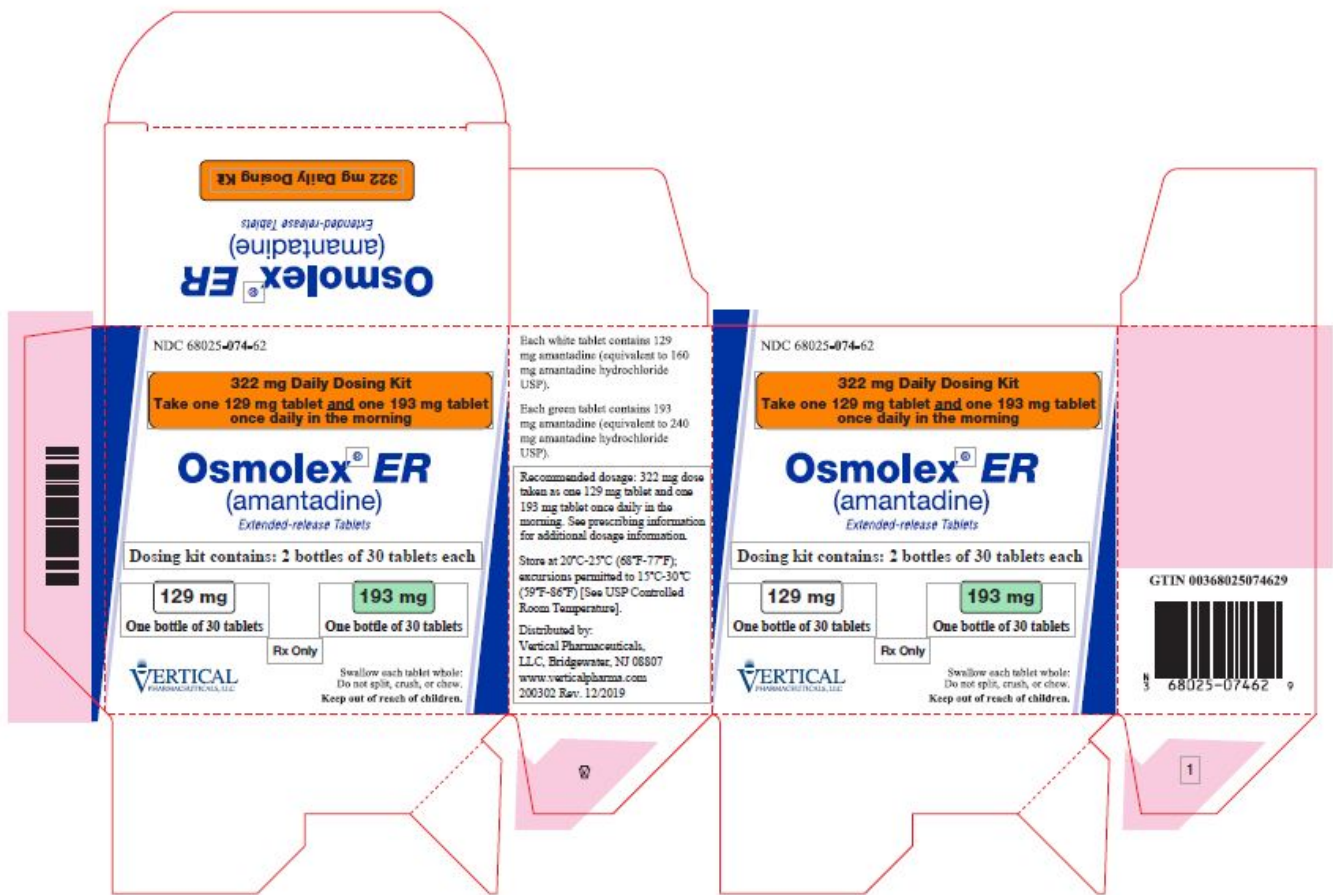 322 mg Daily Dosing Kit
Extended-release Tablets
(amantadine)
Osmolex® ER
NDC 68025-074-62
322 mg Daily Dosing Kit
Take one 129 mg tablet and one 193 mg tablet
once daily in the morning
Osmolex® ER
(amantadine)
Extended-release Tablets
Dosing kit contains: 2 bottles of 30 tablets each
129 mg
193 mg
One bottle of 30 tablets
One bottle of 30 tablets
Rx Only
VERTICAL
PHARMACEUTICALS, LLC
Swallow each tablet whole:
Do not split, crush, or chew.
Keep out of reach of children.
Each white tablet contains 129
mg amantadine (equivalent to 160
mg amantadine hydrochloride
USP).
Each green tablet contains 193
mg amantadine (equivalent to 240
mg amantadine hydrochloride
USP).
Recommended dosage: 322 mg dose
taken as one 129 mg tablet and one
193 mg tablet once daily in the
morning. See prescribing information
for additional dosage information.
Store at 20°C-25°C (68°F-77°F);
excursions permitted to 15°C-30°C
(59°F-86°F) [See USP Controlled
Room Temperature].
Distributed by:
Vertical Pharmaceuticals,
LLC, Bridgewater, NJ 08807
www.verticalpharma.com
200302 Rev. 12/2019
NDC 68025-074-62
322 mg Daily Dosing Kit
Take one 129 mg tablet and one 193 mg tablet
once daily in the morning
Osmolex® ER
(amantadine)
Extended-release Tablets
Dosing kit contains: 2 bottles of 30 tablets each
129 mg
193 mg
One bottle of 30 tablets
One bottle of 30 tablets
Rx Only
VERTICAL
PHARMACEUTICALS, LLC
Swallow each tablet whole:
Do not split, crush, or chew.
Keep out of reach of children.
GTIN 00368025074629
N
3 68025-07462 9
1